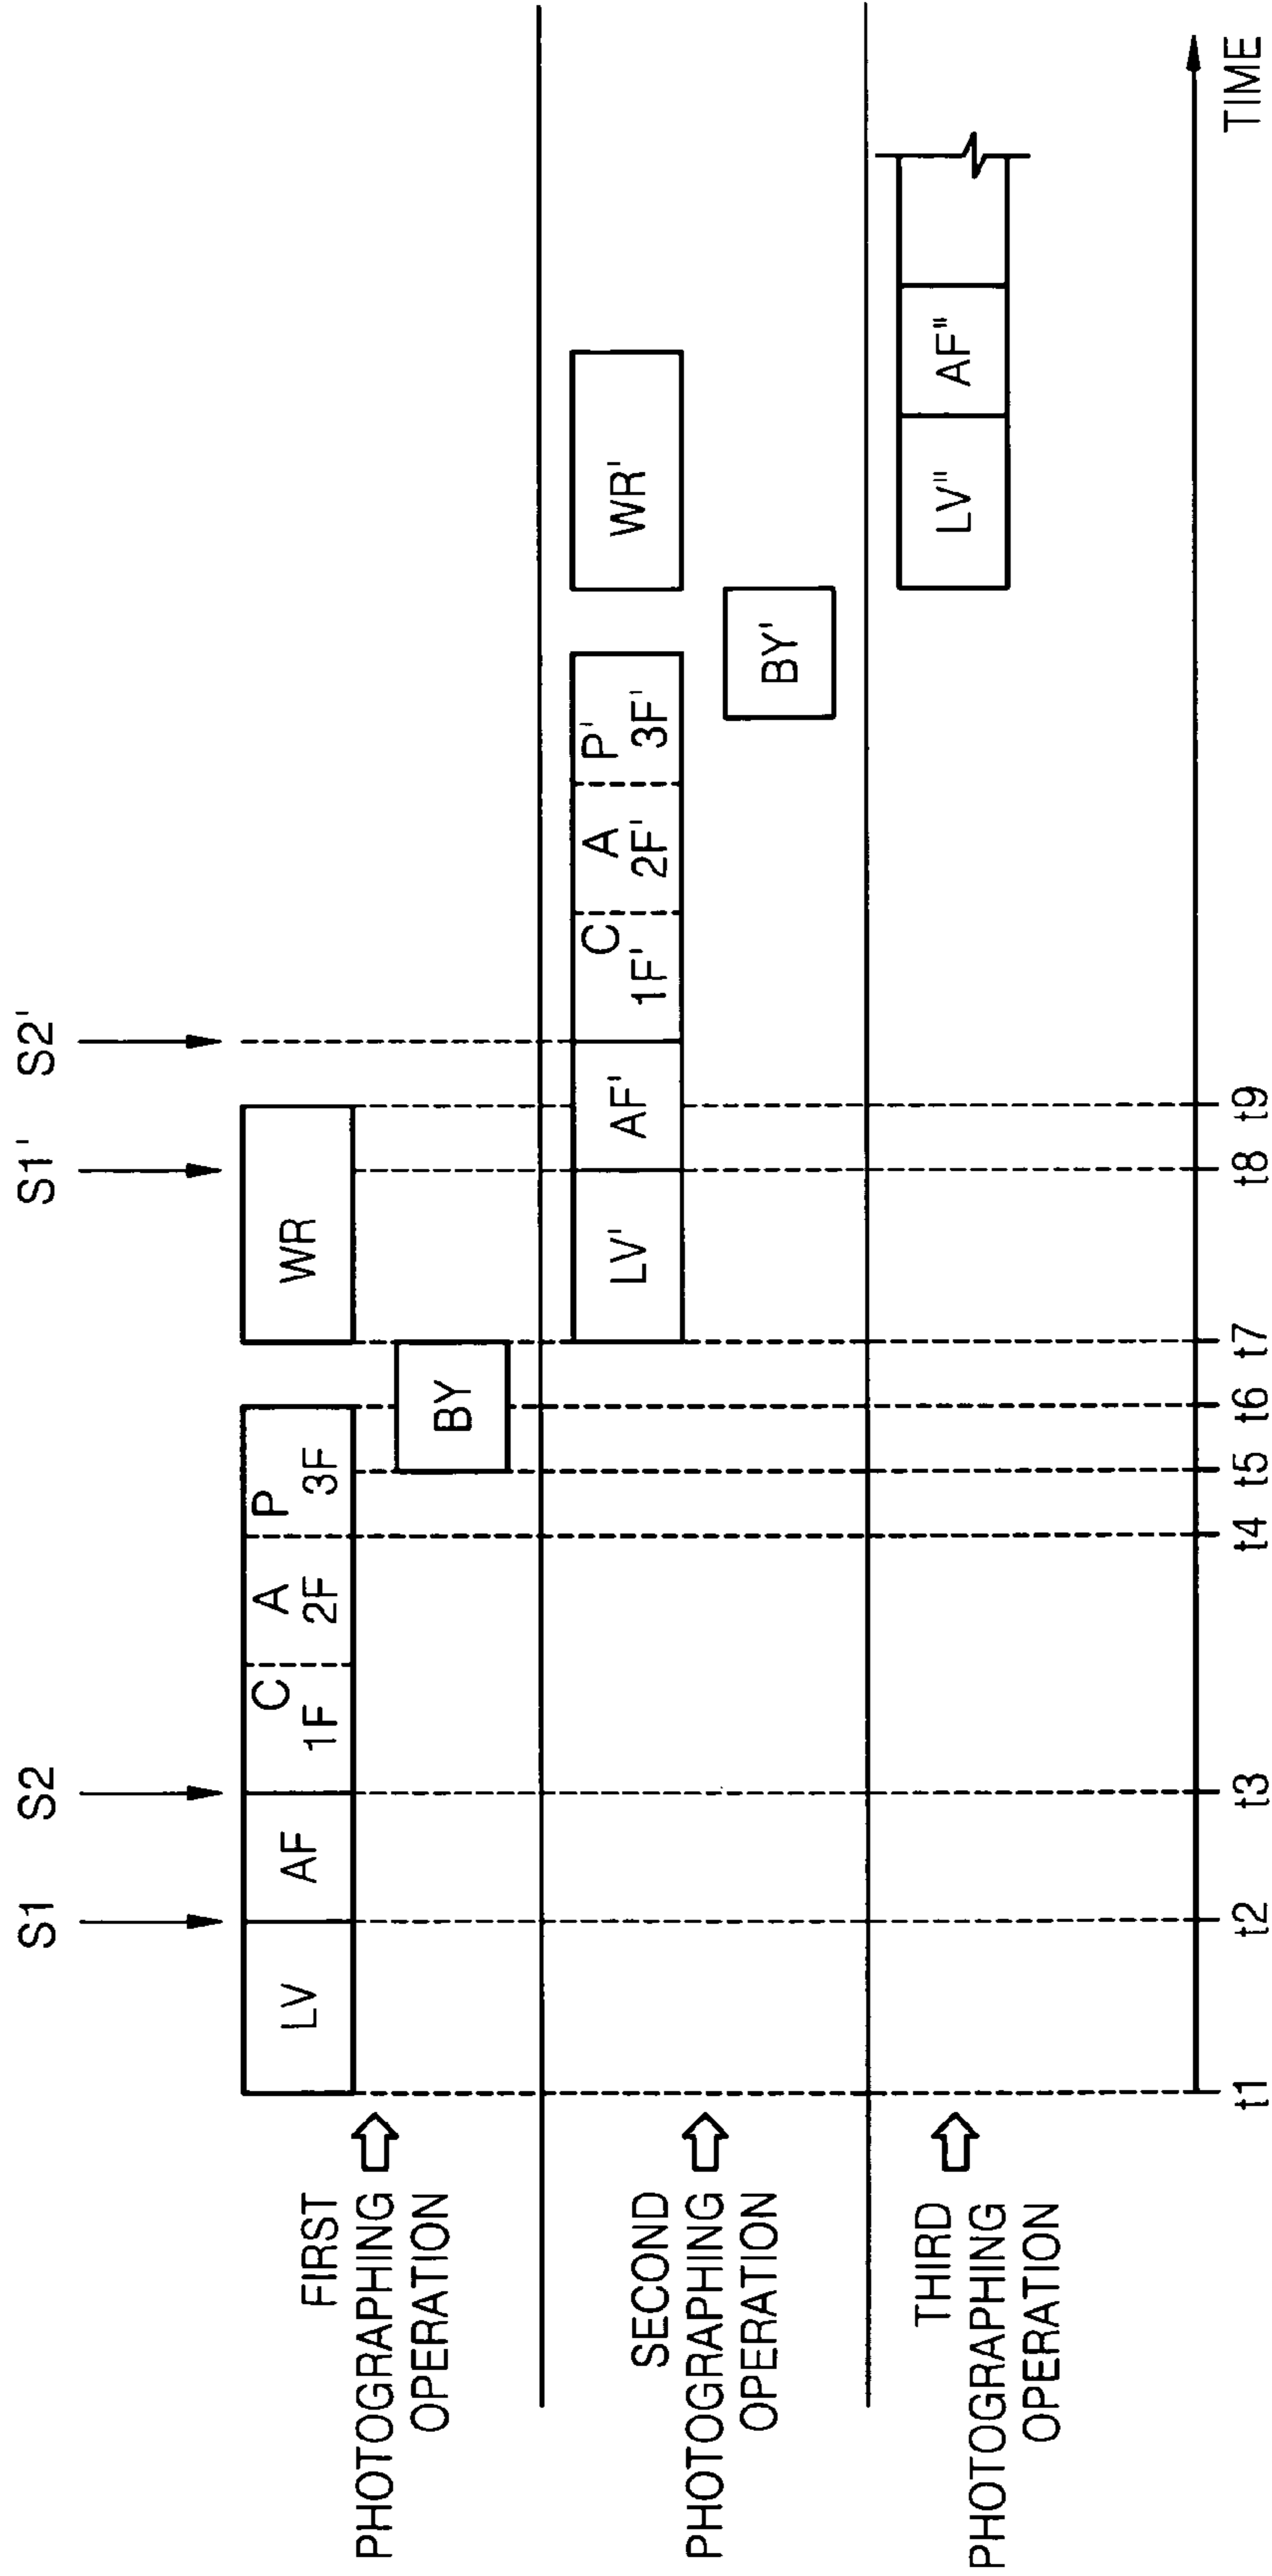 S1 S2 S1' S2'
FIRST
PHOTOGRAPHING
OPERATION
LV AF C A P WR
1F 2F 3F
BY
SECOND
PHOTOGRAPHING
OPERATION
LV' AF' C A P' WR'
1F' 2F' 3F'
BY'
THIRD
PHOTOGRAPHING
OPERATION
LV" AF"
TIME
t1 t2 t3 t4 t5 t6 t7 t8 t9